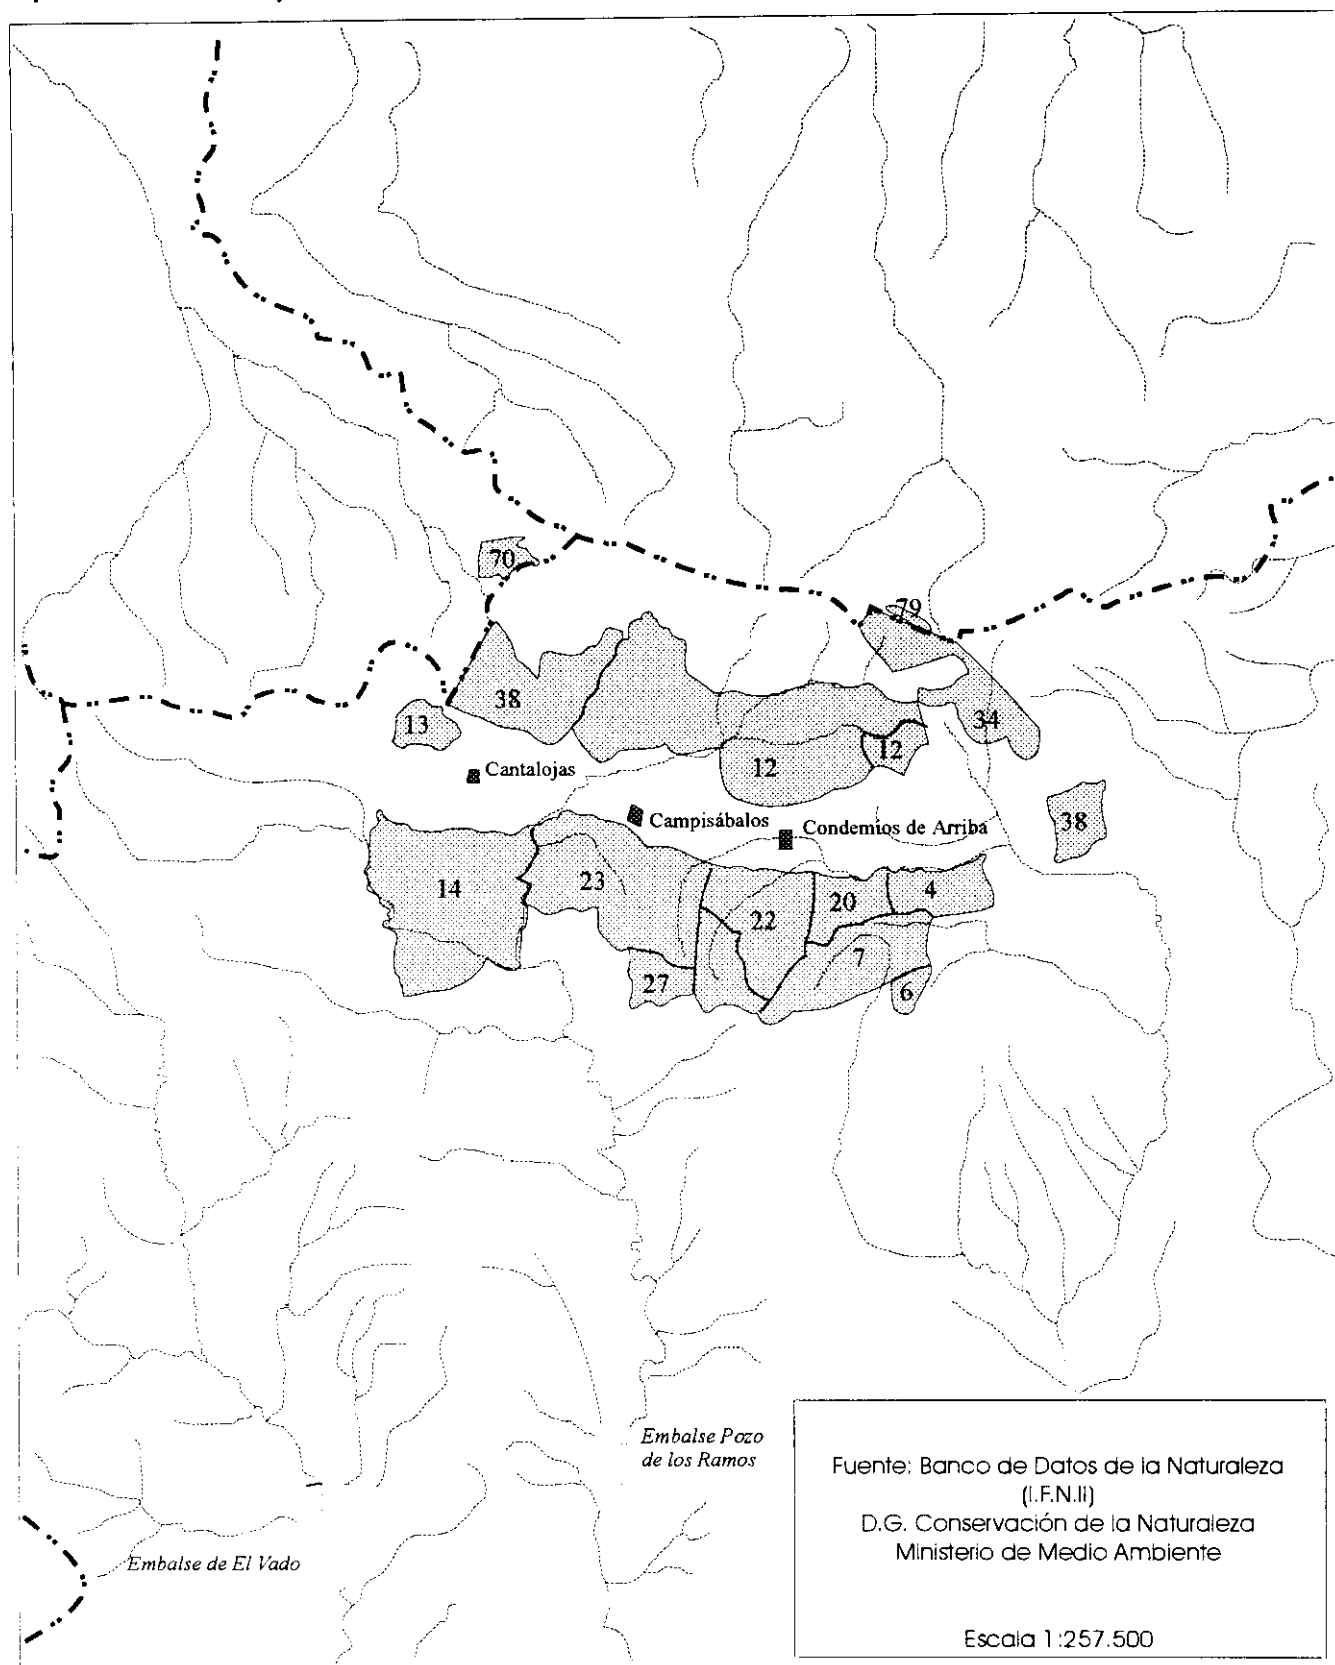 70
79
38
13
34
12
12
Cantalojas
Campisábalos
Condemios de Arriba
38
14
23
22
20
4
7
27
6
Embalse Pozo
de los Ramos
Embalse de El Vado
Fuente: Banco de Datos de la Naturaleza
(I.F.N.II)
D.G. Conservación de la Naturaleza
Ministerio de Medio Ambiente
Escala 1:257.500